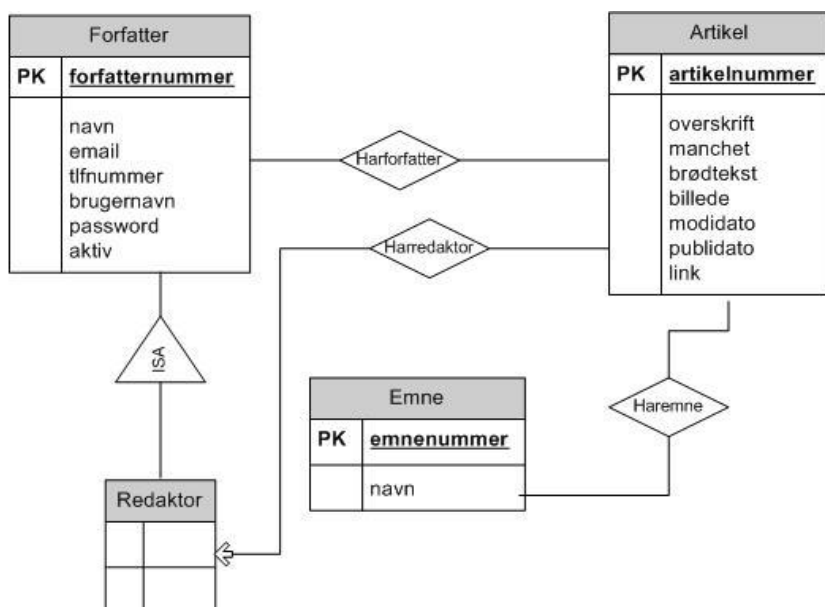 Forfatter
PK forfatternummer
navn
email
tlfnummer
brugernavn
password
aktiv
Harforfatter
Harredaktor
Artikel
PK artikelnummer
overskrift
manchet
brødtekst
billede
modidato
publidato
link
ISA
Emne
PK emnenummer
navn
Haremne
Redaktor